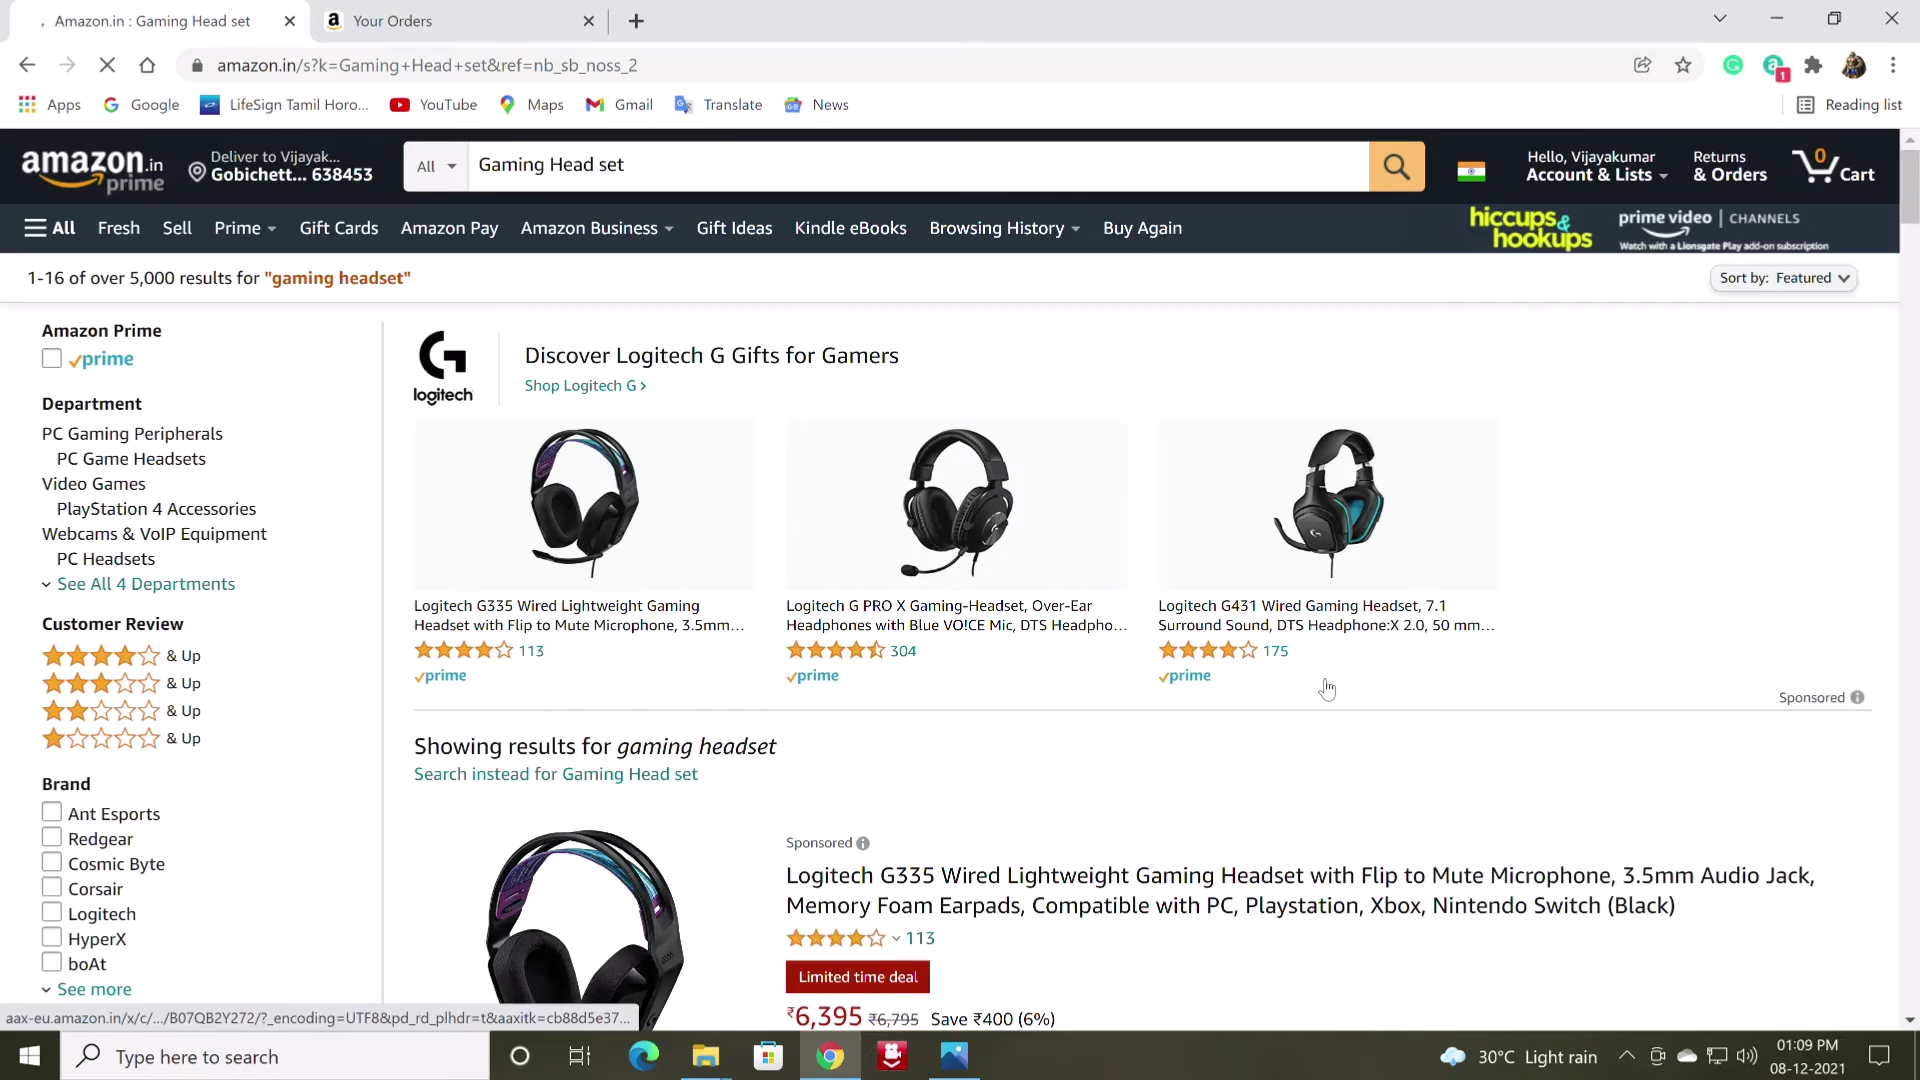 Amazon.in : Gaming Head set
Your Orders
amazon.in/s?k=Gaming+Head+set&ref=nb_sb_noss_2
1
Apps
Google
LifeSign Tamil Horo...
YouTube
Maps
Gmail
Translate
News
Reading list
amazon.in
prime
Deliver to Vijayak...
Gobichett... 638453
All
Gaming Head set
Hello, Vijayakumar
Account & Lists
Returns
& Orders
0
Cart
All
Fresh
Sell
Prime
Gift Cards
Amazon Pay
Amazon Business
Gift Ideas
Kindle eBooks
Browsing History
Buy Again
hiccups &
hookups
prime video | CHANNELS
Watch with a Lionsgate Play add-on subscription
1-16 of over 5,000 results for "gaming headset"
Sort by: Featured
Amazon Prime
prime
Department
PC Gaming Peripherals
PC Game Headsets
Video Games
PlayStation 4 Accessories
Webcams & VoIP Equipment
PC Headsets
See All 4 Departments
Customer Review
& Up
& Up
& Up
& Up
Brand
Ant Esports
Redgear
Cosmic Byte
Corsair
Logitech
HyperX
boAt
See more
logitech
Discover Logitech G Gifts for Gamers
Shop Logitech G ›
Logitech G335 Wired Lightweight Gaming
Headset with Flip to Mute Microphone, 3.5mm...
113
prime
Logitech G PRO X Gaming-Headset, Over-Ear
Headphones with Blue VO!CE Mic, DTS Headpho...
304
prime
Logitech G431 Wired Gaming Headset, 7.1
Surround Sound, DTS Headphone:X 2.0, 50 mm...
175
prime
Sponsored
Showing results for gaming headset
Search instead for Gaming Head set
Sponsored
Logitech G335 Wired Lightweight Gaming Headset with Flip to Mute Microphone, 3.5mm Audio Jack,
Memory Foam Earpads, Compatible with PC, Playstation, Xbox, Nintendo Switch (Black)
113
Limited time deal
₹6,395 ₹6,795 Save ₹400 (6%)
aax-eu.amazon.in/x/c/.../B07QB2Y272/?_encoding=UTF8&pd_rd_plhdr=t&aaxitk=cb88d5e37...
Type here to search
30°C Light rain
01:09 PM
08-12-2021